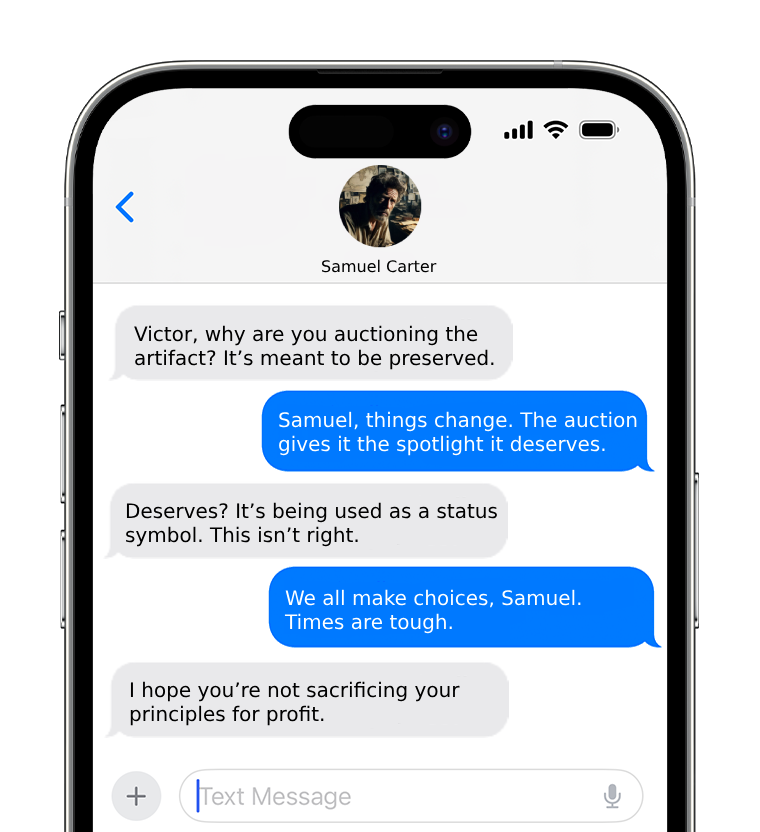 Samuel Carter
Victor, why are you auctioning the
artifact? It’s meant to be preserved.
Samuel, things change. The auction
gives it the spotlight it deserves.
Deserves? It’s being used as a status
symbol. This isn’t right.
We all make choices, Samuel.
Times are tough.
I hope you’re not sacrificing your
principles for profit.
Text Message